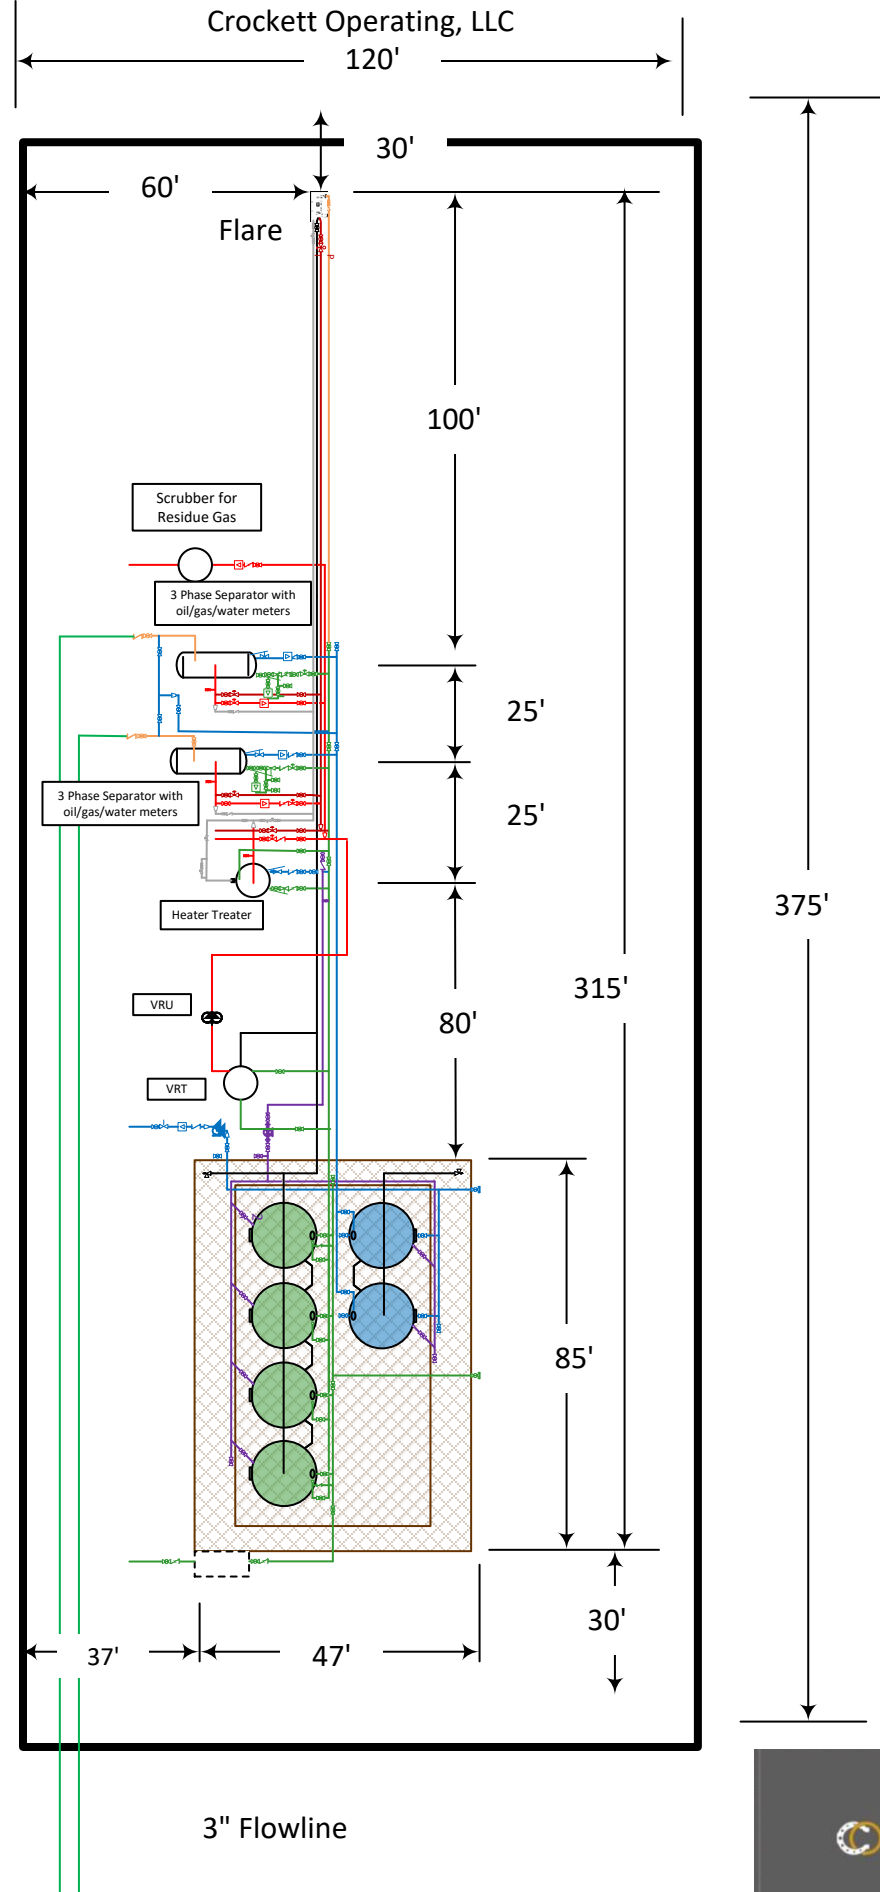 Crockett Operating, LLC
120'
30'
60'
Flare
100'
Scrubber for
Residue Gas
3 Phase Separator with
oil/gas/water meters
25'
3 Phase Separator with
oil/gas/water meters
25'
Heater Treater
375'
315'
VRU
80'
VRT
85'
30'
37'
47'
3" Flowline